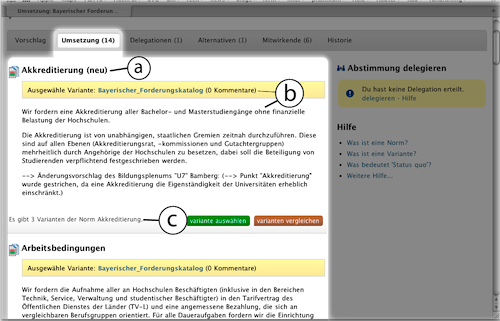 Umsetzung: Bayerischer Forderun...
Vorschlag
Umsetzung (14)
Delegationen (1)
Alternativen (1)
Mitwirkende (6)
Historie
Akkreditierung (neu)
a
Ausgewählte Variante: Bayerischer_Forderungskatalog (0 Kommentare)
b
Wir fordern eine Akkreditierung aller Bachelor- und Masterstudiengänge ohne finanzielle
Belastung der Hochschulen.
Die Akkreditierung ist von unabhängigen, staatlichen Gremien zeitnah durchzuführen. Diese
sind auf allen Ebenen (Akkreditierungsrat, -kommissionen und Gutachtergruppen)
mehrheitlich durch Angehörige der Hochschulen zu besetzen, dabei soll die Beteiligung von
Studierenden verpflichtend festgeschrieben werden.
--> Änderungsvorschlag des Bildungsplenums "U7" Bamberg: (--> Punkt "Akkreditierung"
wurde gestrichen, da eine Akkreditierung die Eigenständigkeit der Universitäten erheblich
einschränkt.)
Es gibt 3 Varianten der Norm Akkreditierung.
c
variante auswählen
varianten vergleichen
Arbeitsbedingungen
Ausgewählte Variante: Bayerischer_Forderungskatalog (0 Kommentare)
Wir fordern die Aufnahme aller an Hochschulen Beschäftigten (inklusive in den Bereichen
Technik, Service, Verwaltung und studentischer Beschäftigter) in den Tarifvertrag des
Öffentlichen Dienstes der Länder (TV-L) und eine angemessene Bezahlung, die sich an
vergleichbaren Berufsgruppen orientiert. Für alle Daueraufgaben fordern wir die Einrichtung
Abstimmung delegieren
Du hast keine Delegation erteilt.
delegieren - Hilfe
Hilfe
Was ist eine Norm?
Was ist eine Variante?
Was bedeutet 'Status quo'?
Weitere Hilfe...